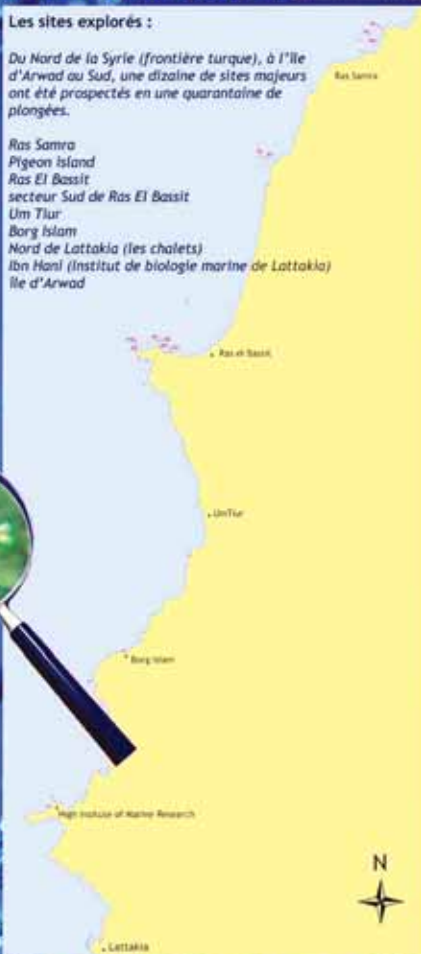 Les sites explorés :
Du Nord de la Syrie (frontière turque), à l'île
d'Arwad au Sud, une dizaine de sites majeurs
ont été prospectés en une quarantaine de
plongées.
Ras Samra
Pigeon Island
Ras El Bassit
secteur Sud de Ras El Bassit
Um Tiur
Borg Islam
Nord de Lattakia (les chalets)
Ibn Hani (Institut de biologie marine de Lattakia)
île d'Arwad
Ras Samra
Ras el Bassit
UmTiur
Borg Islam
High Insituse of Marine Research
N
Lattakia